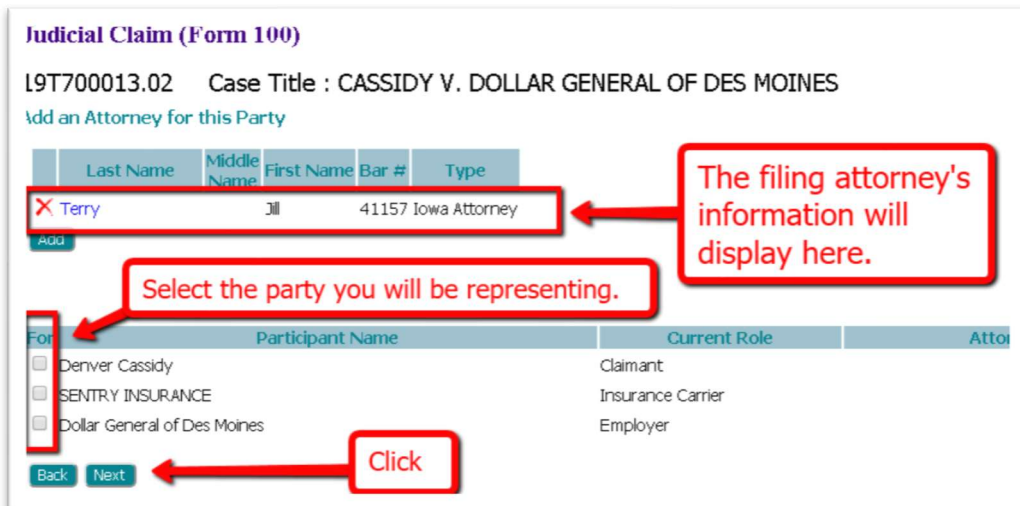 Judicial Claim (Form 100)
19T700013.02 Case Title : CASSIDY V. DOLLAR GENERAL OF DES MOINES
Add an Attorney for this Party
Last Name Middle Name First Name Bar # Type
Terry Jill 41157 Iowa Attorney
Add
The filing attorney's
information will
display here.
Select the party you will be representing.
For Participant Name Current Role Attor
Denver Cassidy Claimant
SENTRY INSURANCE Insurance Carrier
Dollar General of Des Moines Employer
Back Next
Click